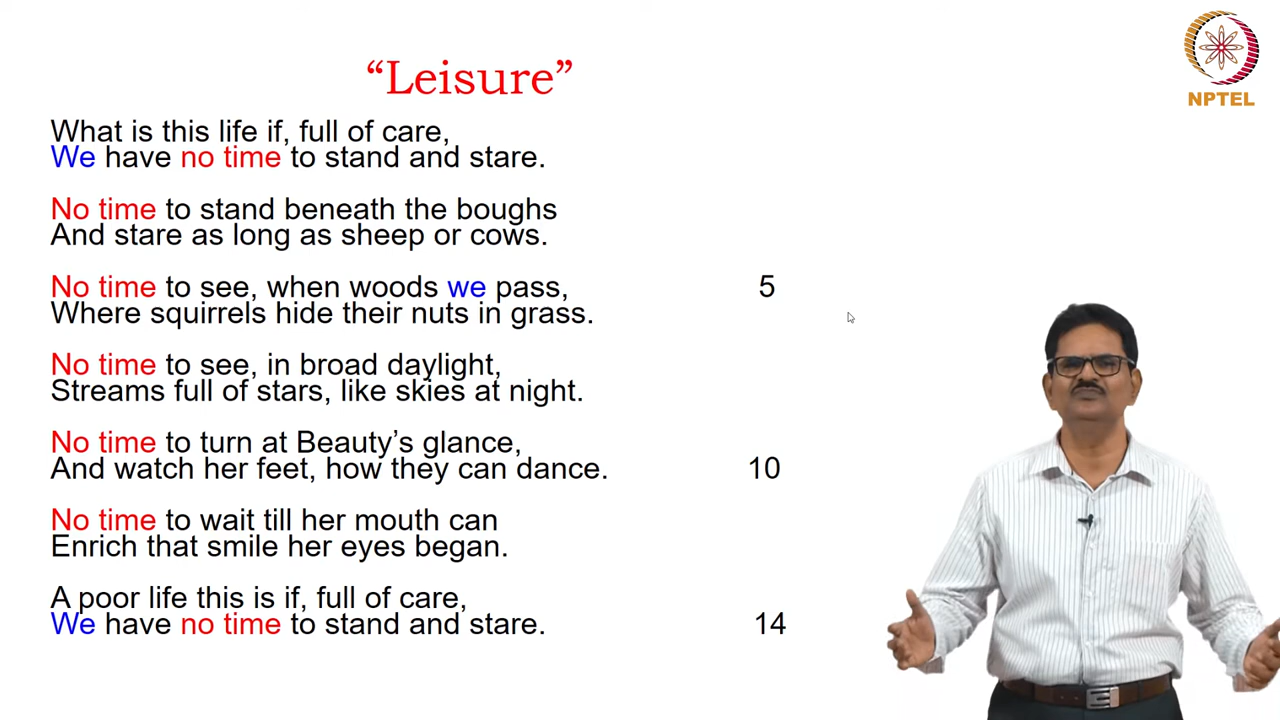 “Leisure”
NPTEL
What is this life if, full of care,
We have no time to stand and stare.
No time to stand beneath the boughs
And stare as long as sheep or cows.
No time to see, when woods we pass, 5
Where squirrels hide their nuts in grass.
No time to see, in broad daylight,
Streams full of stars, like skies at night.
No time to turn at Beauty’s glance,
And watch her feet, how they can dance. 10
No time to wait till her mouth can
Enrich that smile her eyes began.
A poor life this is if, full of care,
We have no time to stand and stare. 14